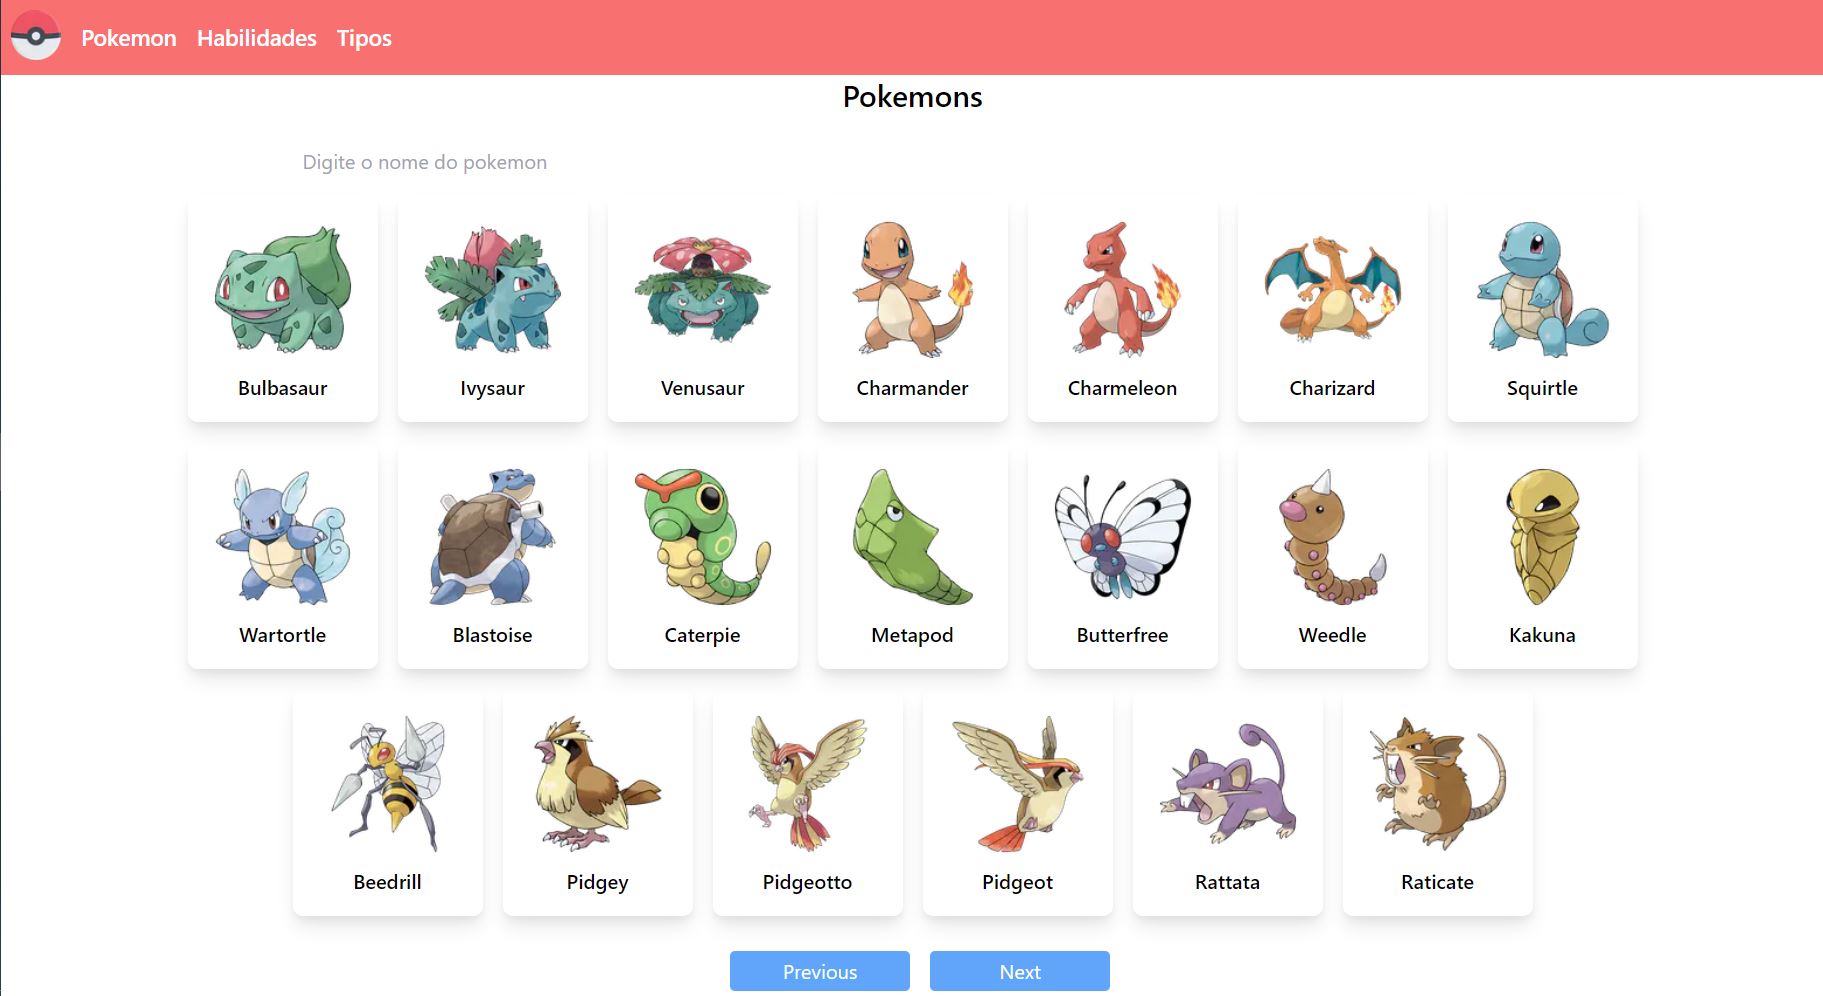 Pokemon Habilidades Tipos
Pokemons
Digite o nome do pokemon
Bulbasaur Ivysaur Venusaur Charmander Charmeleon Charizard Squirtle
Wartortle Blastoise Caterpie Metapod Butterfree Weedle Kakuna
Beedrill Pidgey Pidgeotto Pidgeot Rattata Raticate
Previous Next